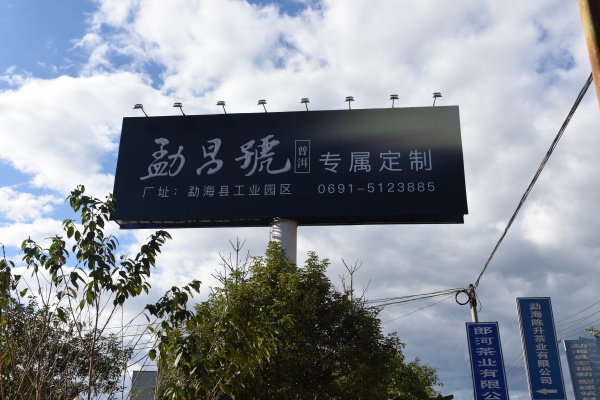 勐昌號 普洱 专属定制
厂址：勐海县工业园区 0691-5123885
郎河茶业有限公
勐海陈升茶业有限公司